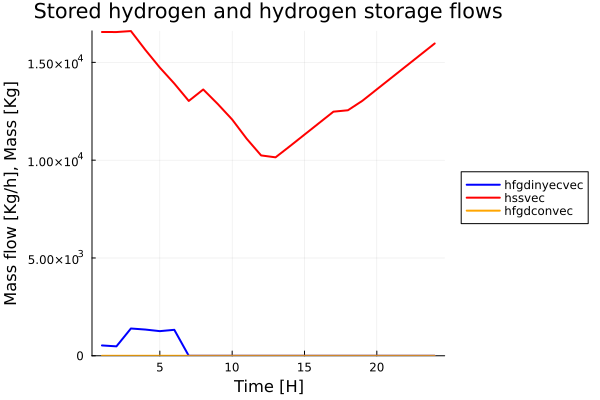 Stored hydrogen and hydrogen storage flows
Mass flow [Kg/h], Mass [Kg]
1.50×10⁴
1.00×10⁴
5.00×10³
0
5 10 15 20
Time [H]
hfgdinyecvec
hssvec
hfgdconvec